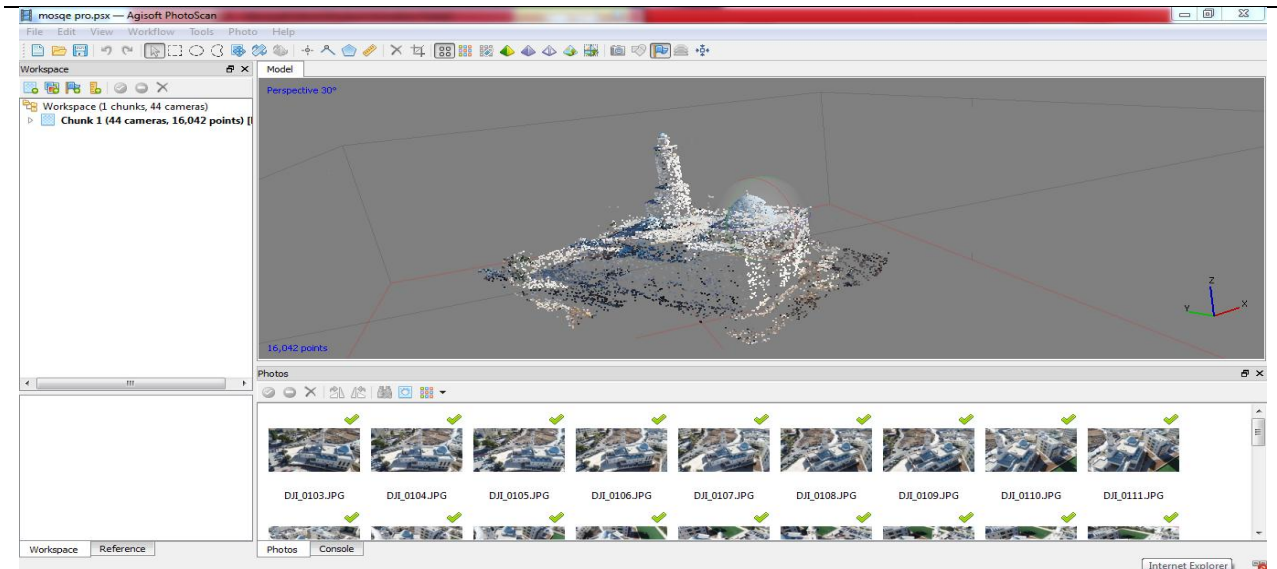 mosqe pro.psx — Agisoft PhotoScan
File Edit View Workflow Tools Photo Help
Workspace
Model
Workspace (1 chunks, 44 cameras)
Chunk 1 (44 cameras, 16,042 points) [
Perspective 30°
Z
Y X
16,042 points
Photos
DJI_0103.JPG DJI_0104.JPG DJI_0105.JPG DJI_0106.JPG DJI_0107.JPG DJI_0108.JPG DJI_0109.JPG DJI_0110.JPG DJI_0111.JPG
Workspace Reference Photos Console
Internet Explorer